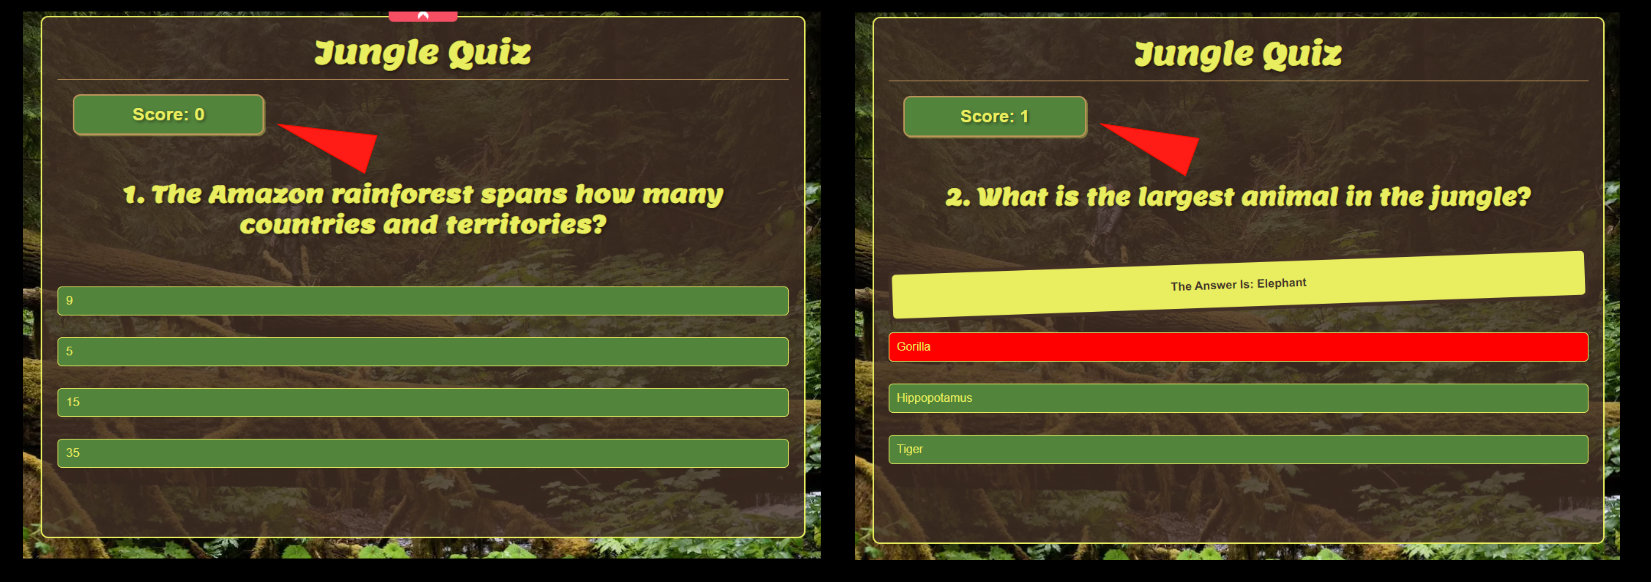 Jungle Quiz
Score: 0
1. The Amazon rainforest spans how many
countries and territories?
9
5
15
35
Jungle Quiz
Score: 1
2. What is the largest animal in the jungle?
The Answer Is: Elephant
Gorilla
Hippopotamus
Tiger